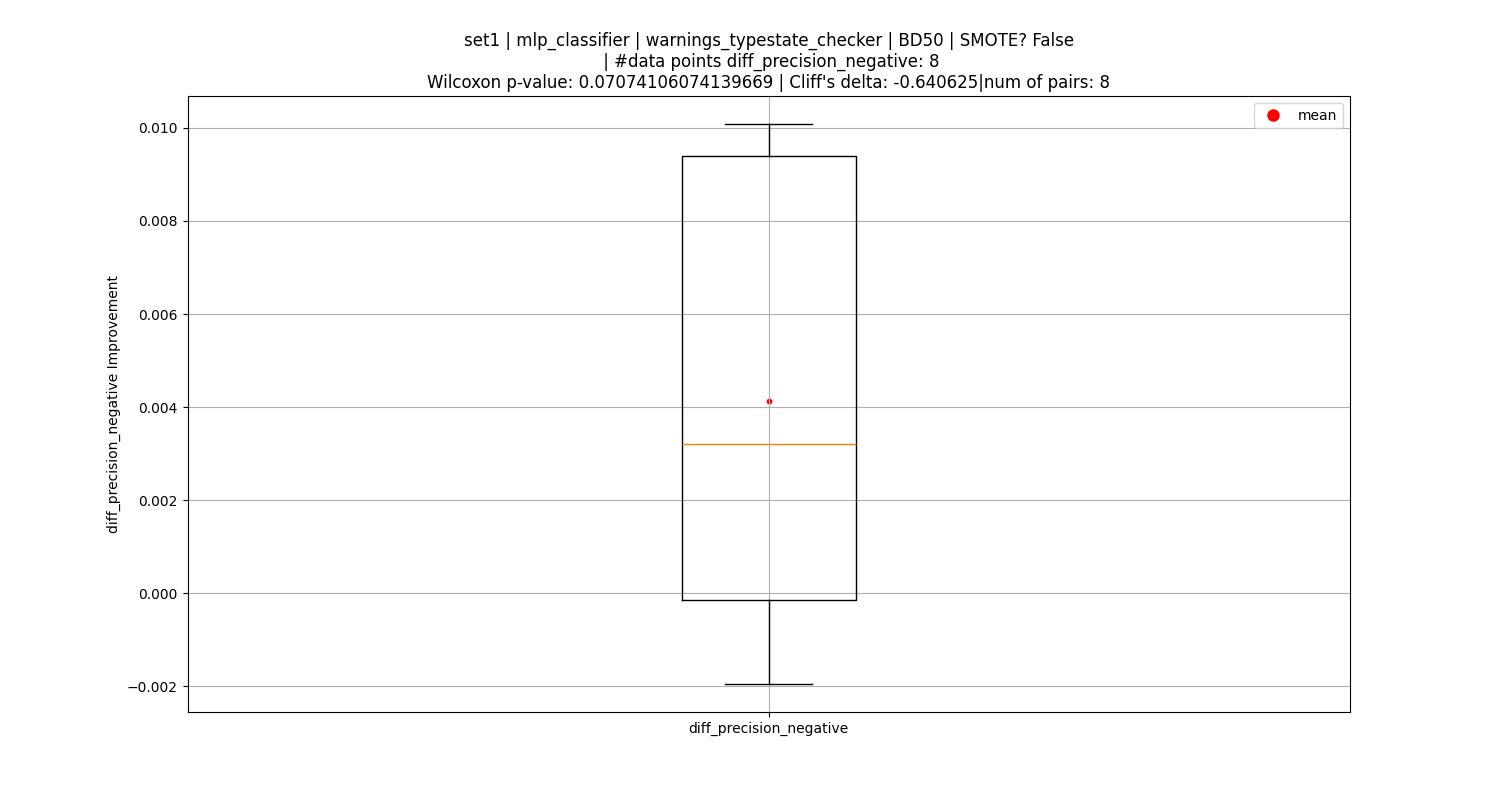 set1 | mlp_classifier | warnings_typestate_checker | BD50 | SMOTE? False
| #data points diff_precision_negative: 8
Wilcoxon p-value: 0.07074106074139669 | Cliff's delta: -0.640625|num of pairs: 8
mean
0.010
0.008
0.006
0.004
0.002
0.000
−0.002
diff_precision_negative Improvement
diff_precision_negative